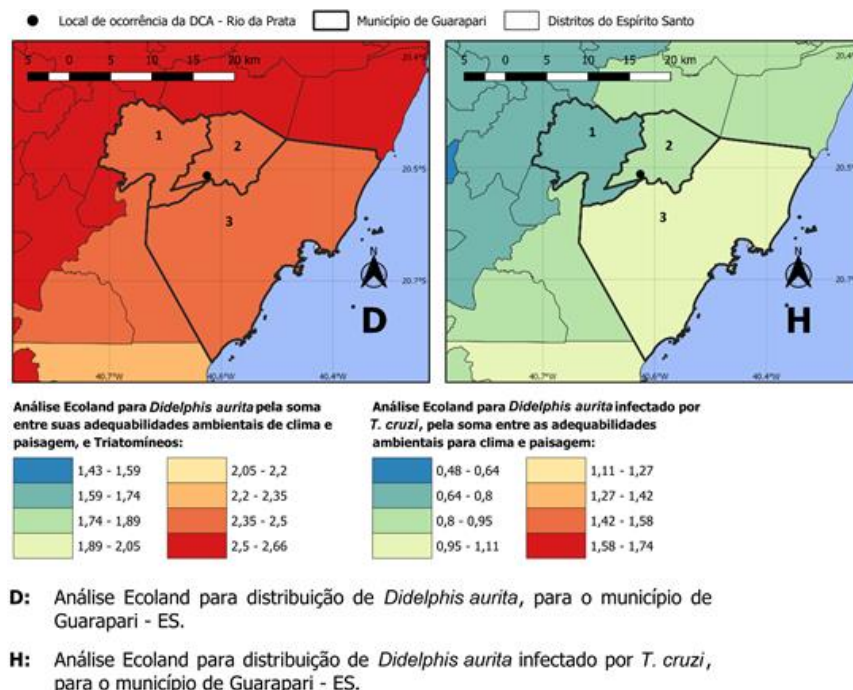 Local de ocorrência da DCA - Rio da Prata Município de Guarapari Distritos do Espírito Santo
5 0 5 10 15 20 km
5 0 5 10 15 20 km
20.4°S
20.5°S
20.7°S
40.7°W 40.6°W 40.4°W
1
2
3
N
D
20.4°S
20.5°S
20.7°S
40.7°W 40.6°W 40.4°W
1
2
3
N
H
Análise Ecoland para Didelphis aurita pela soma
entre suas adequabilidades ambientais de clima e
paisagem, e Triatomíneos:
1,43 - 1,59 2,05 - 2,2
1,59 - 1,74 2,2 - 2,35
1,74 - 1,89 2,35 - 2,5
1,89 - 2,05 2,5 - 2,66
Análise Ecoland para Didelphis aurita infectado por
T. cruzi, pela soma entre as adequabilidades
ambientais para clima e paisagem:
0,48 - 0,64 1,11 - 1,27
0,64 - 0,8 1,27 - 1,42
0,8 - 0,95 1,42 - 1,58
0,95 - 1,11 1,58 - 1,74
D: Análise Ecoland para distribuição de Didelphis aurita, para o município de
Guarapari - ES.
H: Análise Ecoland para distribuição de Didelphis aurita infectado por T. cruzi,
para o município de Guarapari - ES.